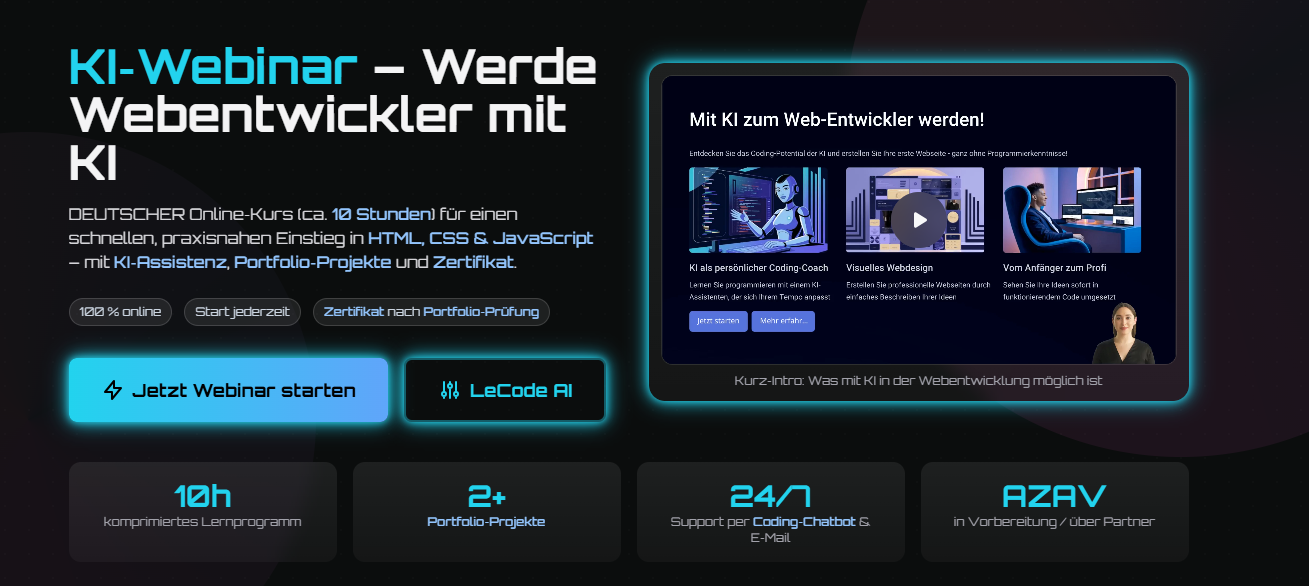 KI-Webinar – Werde
Webentwickler mit
KI
DEUTSCHER Online-Kurs (ca. 10 Stunden) für einen
schnellen, praxisnahen Einstieg in HTML, CSS & JavaScript
– mit KI-Assistenz, Portfolio-Projekte und Zertifikat.
100 % online
Start jederzeit
Zertifikat nach Portfolio-Prüfung
Jetzt Webinar starten
LeCode AI
Mit KI zum Web-Entwickler werden!
Entdecken Sie das Coding-Potential der KI und erstellen Sie Ihre erste Webseite - ganz ohne Programmierkenntnisse!
KI als persönlicher Coding-Coach
Lernen Sie programmieren mit einem KI-
Assistenten, der sich Ihrem Tempo anpasst
Visuelles Webdesign
Erstellen Sie professionelle Webseiten durch
einfaches Beschreiben Ihrer Ideen
Vom Anfänger zum Profi
Sehen Sie Ihre Ideen sofort in
funktionierendem Code umgesetzt
Jetzt starten
Mehr erfahr...
Kurz-Intro: Was mit KI in der Webentwicklung möglich ist
10h
komprimiertes Lernprogramm
2+
Portfolio-Projekte
24/7
Support per Coding-Chatbot &
E-Mail
AZAV
in Vorbereitung / über Partner